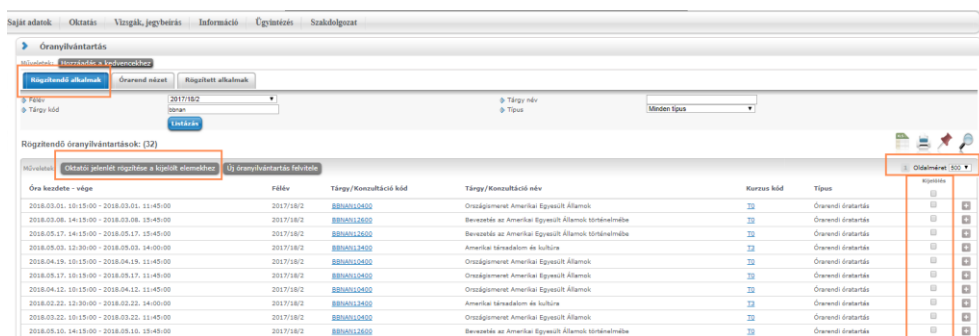 Saját adatok Oktatás Vizsgák, jegybeírás Információ Ügyintézés Szakdolgozat
Óranyilvántartás
Műveletek: Hozzáadás a kedvencekhez
Rögzítendő alkalmak Órarend nézet Rögzített alkalmak
Félév 2017/18/2 Tárgy név
Tárgy kód bbnan Típus Minden típus
Listázás
Rögzítendő óranyilvántartások: (32)
Műveletek: Oktatói jelenlét rögzítése a kijelölt elemekhez Új óranyilvántartás felvitele 1 Oldalméret 500
Óra kezdete - vége Félév Tárgy/Konzultáció kód Tárgy/Konzultáció név Kurzus kód Típus Kijelölés
2018.03.01. 10:15:00 - 2018.03.01. 11:45:00 2017/18/2 BBNAN10400 Országismeret Amerikai Egyesült Államok T0 Órarendi óratartás
2018.03.08. 14:15:00 - 2018.03.08. 15:45:00 2017/18/2 BBNAN12600 Bevezetés az Amerikai Egyesült Államok történelmébe T0 Órarendi óratartás
2018.05.17. 14:15:00 - 2018.05.17. 15:45:00 2017/18/2 BBNAN12600 Bevezetés az Amerikai Egyesült Államok történelmébe T0 Órarendi óratartás
2018.05.03. 12:30:00 - 2018.05.03. 14:00:00 2017/18/2 BBNAN13400 Amerikai társadalom és kultúra T3 Órarendi óratartás
2018.04.19. 10:15:00 - 2018.04.19. 11:45:00 2017/18/2 BBNAN10400 Országismeret Amerikai Egyesült Államok T0 Órarendi óratartás
2018.05.17. 10:15:00 - 2018.05.17. 11:45:00 2017/18/2 BBNAN10400 Országismeret Amerikai Egyesült Államok T0 Órarendi óratartás
2018.04.12. 10:15:00 - 2018.04.12. 11:45:00 2017/18/2 BBNAN10400 Országismeret Amerikai Egyesült Államok T0 Órarendi óratartás
2018.02.22. 12:30:00 - 2018.02.22. 14:00:00 2017/18/2 BBNAN13400 Amerikai társadalom és kultúra T3 Órarendi óratartás
2018.03.22. 10:15:00 - 2018.03.22. 11:45:00 2017/18/2 BBNAN10400 Országismeret Amerikai Egyesült Államok T0 Órarendi óratartás
2018.05.10. 14:15:00 - 2018.05.10. 15:45:00 2017/18/2 BBNAN12600 Bevezetés az Amerikai Egyesült Államok történelmébe T0 Órarendi óratartás